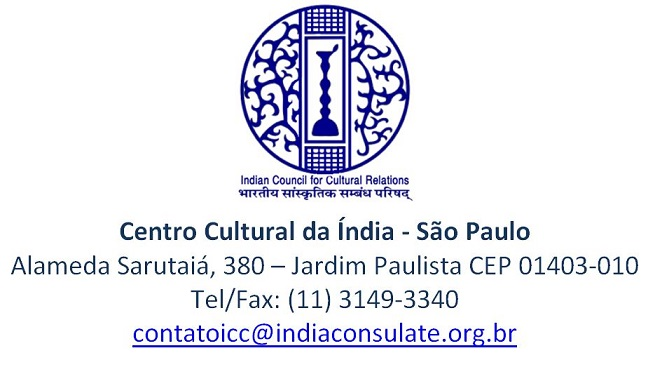 Indian Council for Cultural Relations
भारतीय सांस्कृतिक सम्बंध परिषद्
Centro Cultural da Índia - São Paulo
Alameda Sarutaiá, 380 – Jardim Paulista CEP 01403-010
Tel/Fax: (11) 3149-3340
contatoicc@indiaconsulate.org.br